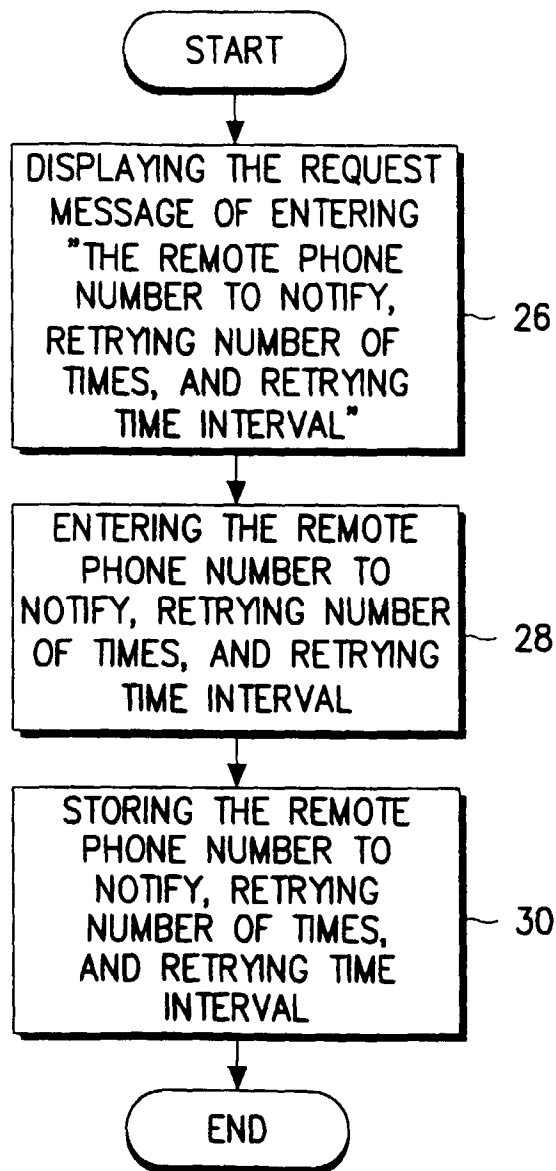 START
DISPLAYING THE REQUEST
MESSAGE OF ENTERING
"THE REMOTE PHONE
NUMBER TO NOTIFY,
RETRYING NUMBER OF
TIMES, AND RETRYING
TIME INTERVAL"
26
ENTERING THE REMOTE
PHONE NUMBER TO
NOTIFY, RETRYING NUMBER
OF TIMES, AND RETRYING
TIME INTERVAL
28
STORING THE REMOTE
PHONE NUMBER TO
NOTIFY, RETRYING
NUMBER OF TIMES,
AND RETRYING TIME
INTERVAL
30
END